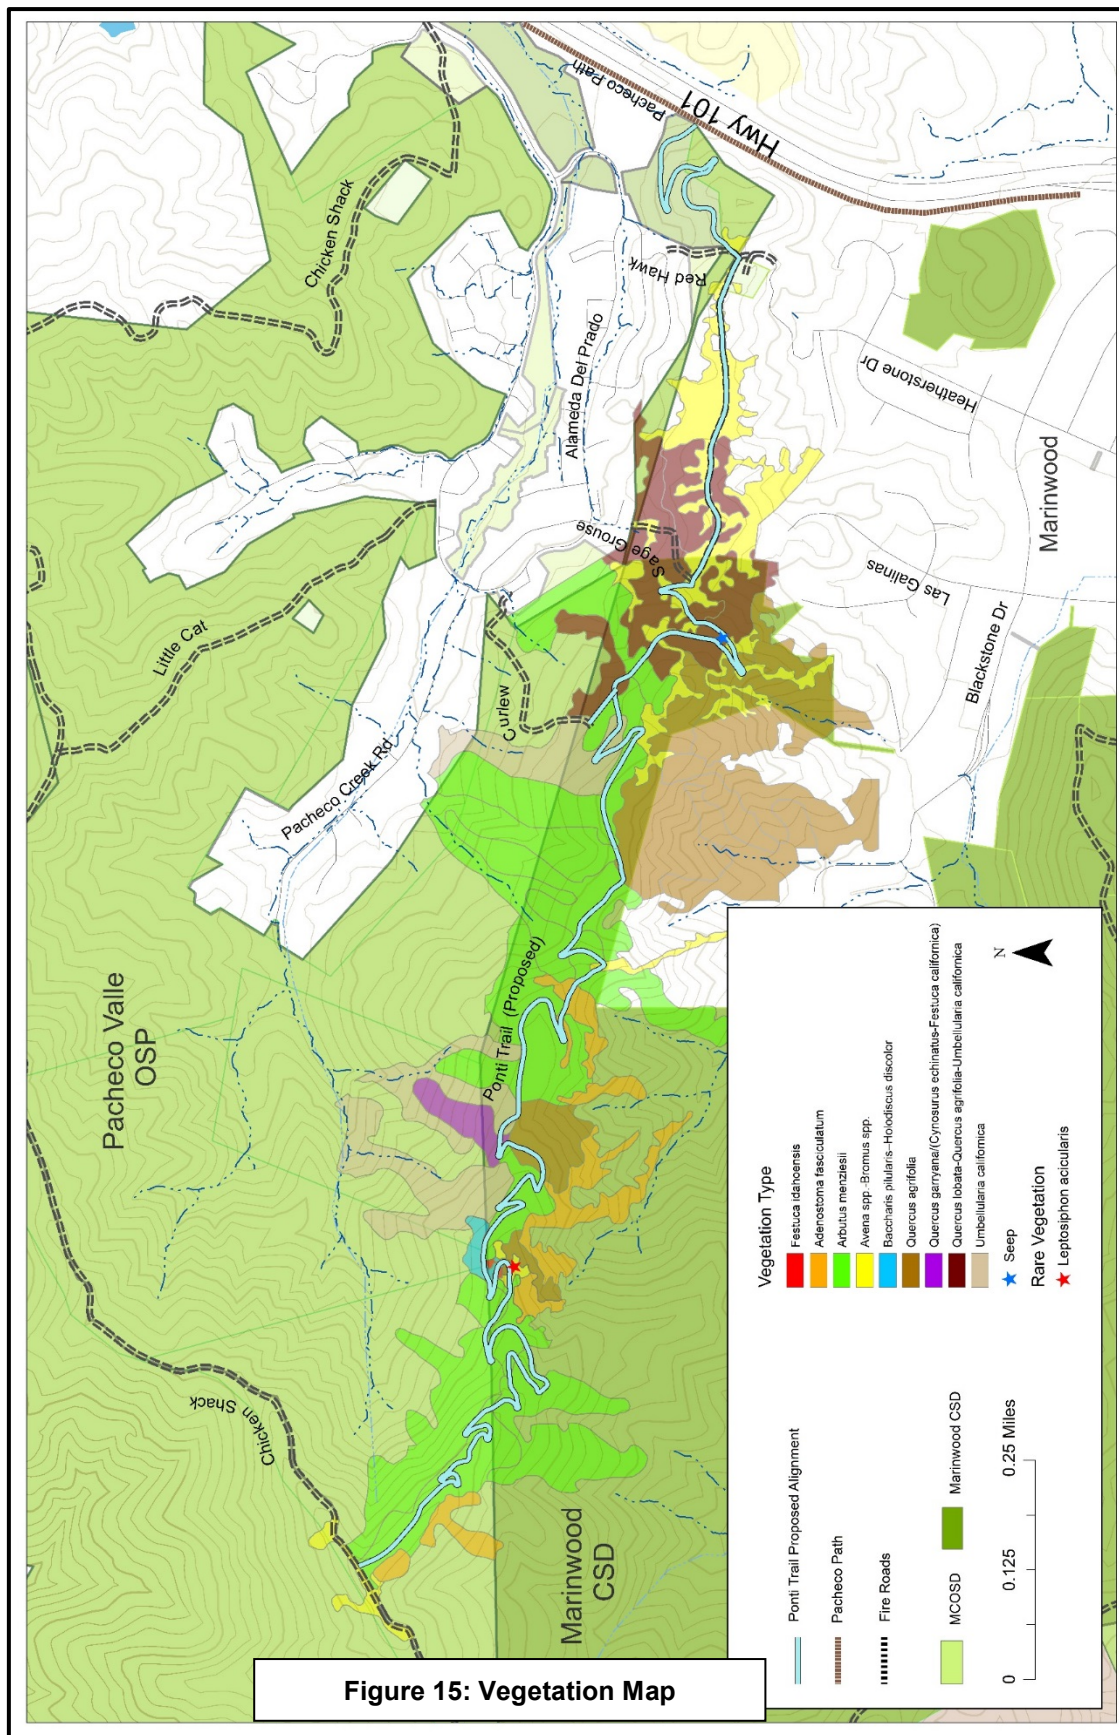 Pacheco Path
Hwy 101
Chicken Shack
Red Hawk
Alameda Del Prado
Heatherstone Dr
Sage Grouse
Marinwood
Little Cat
Las Galinas
Curlew
Blackstone Dr
Pacheco Creek Rd
Pacheco Valle
OSP
Ponti Trail (Proposed)
Chicken Shack
Marinwood
CSD
Vegetation Type
Festuca idahoensis
Adenostoma fasciculatum
Arbutus menziesii
Avena spp.-Bromus spp.
Baccharis pilularis--Holodiscus discolor
Quercus agrifolia
Quercus garryana/(Cynosurus echinatus-Festuca californica)
Quercus lobata-Quercus agrifolia-Umbellularia californica
Umbellularia californica
Seep
Rare Vegetation
Leptosiphon acicularis
N
Ponti Trail Proposed Alignment
Pacheco Path
Fire Roads
MCOSD
Marinwood CSD
0 0.125 0.25 Miles
Figure 15: Vegetation Map